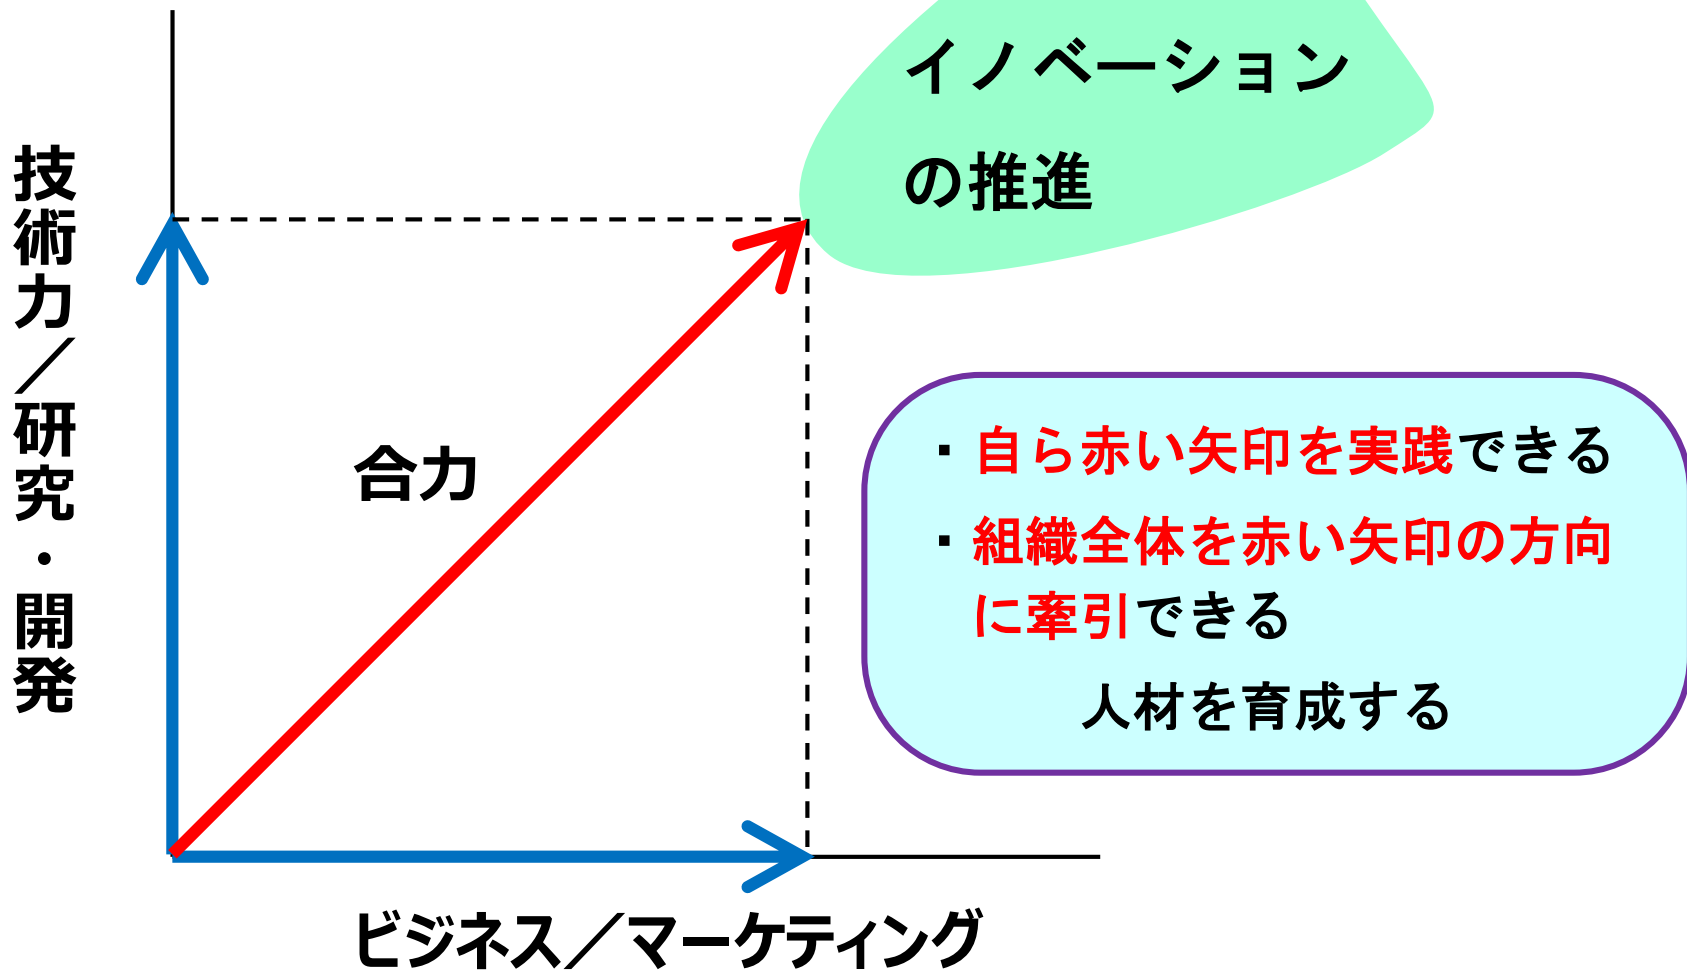 イノベーション
の推進
技術力／研究・開発
合力
・自ら赤い矢印を実践できる
・組織全体を赤い矢印の方向
に牽引できる
人材を育成する
ビジネス／マーケティング